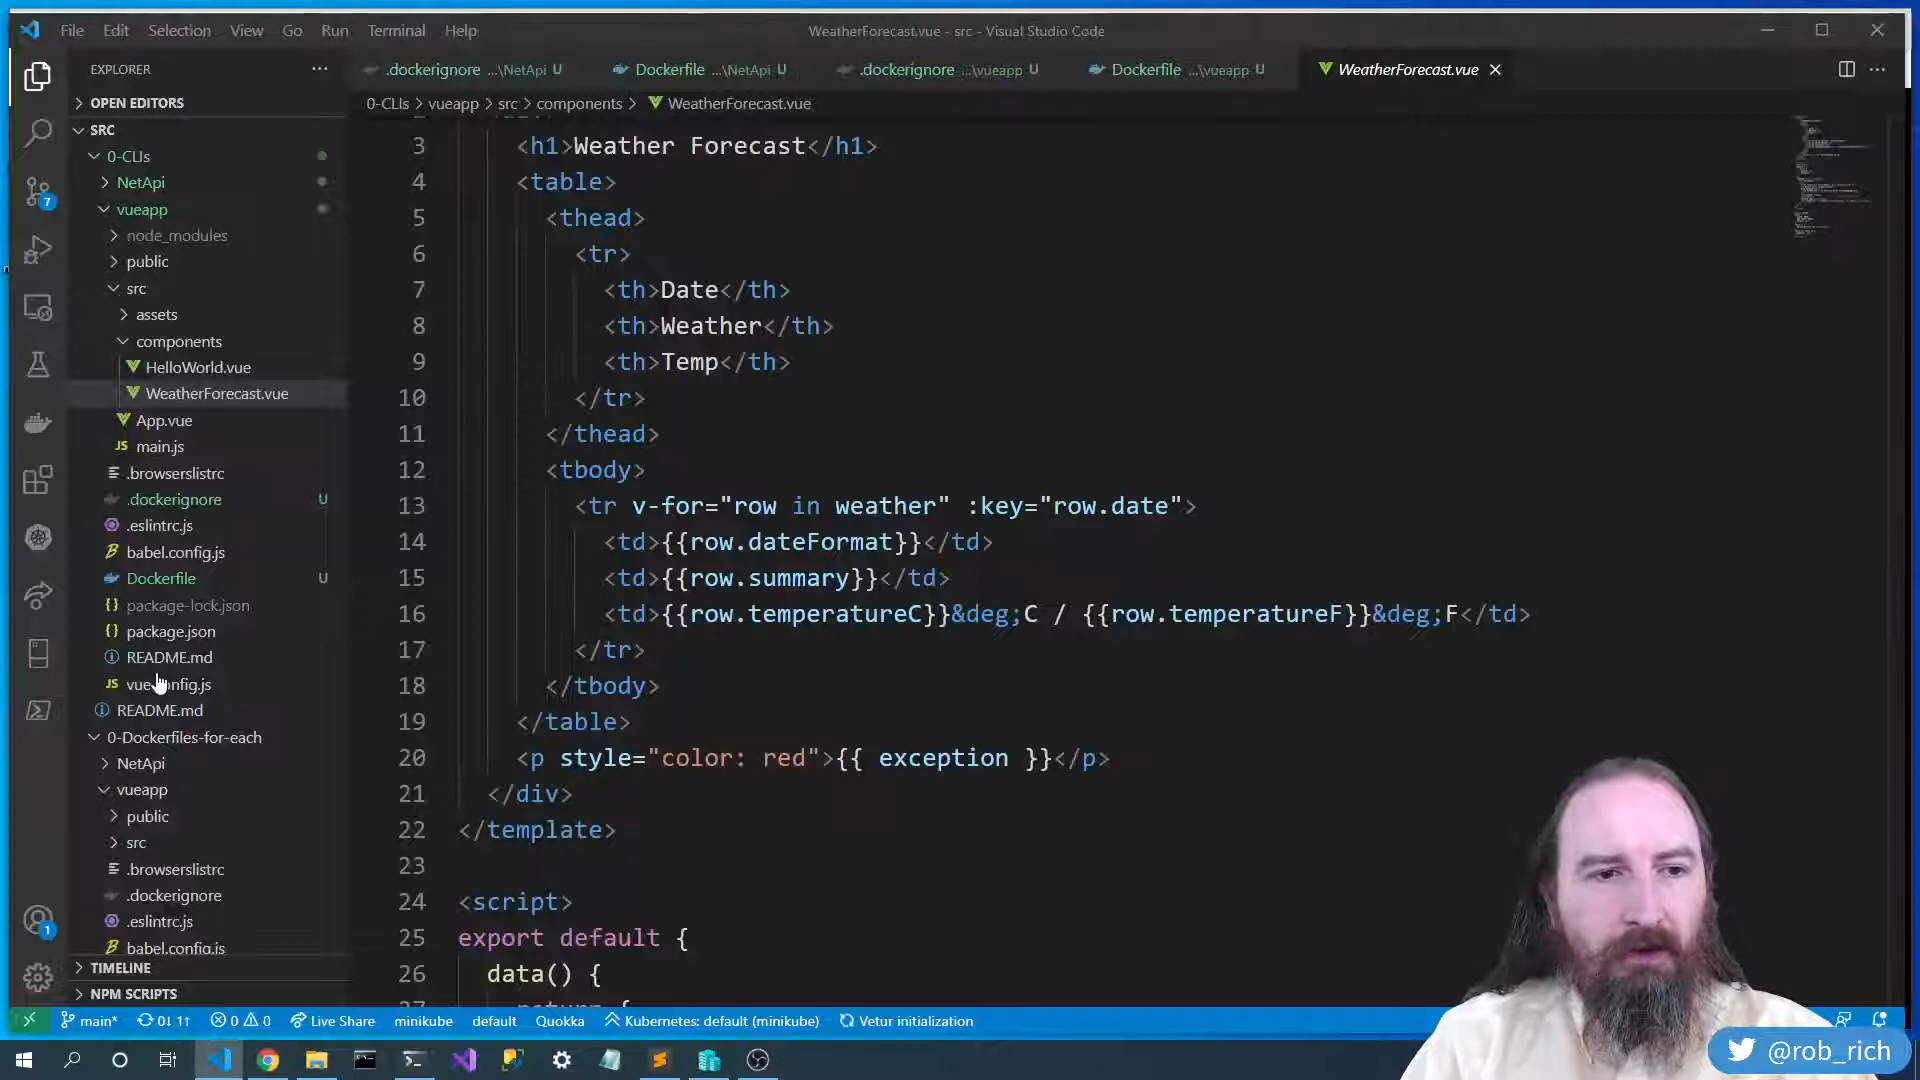 File Edit Selection View Go Run Terminal Help
WeatherForecast.vue - src - Visual Studio Code
EXPLORER
.dockerignore ...\NetApi U
Dockerfile ...\NetApi U
.dockerignore ...\vueapp U
Dockerfile ...\vueapp U
WeatherForecast.vue
OPEN EDITORS
0-CLIs > vueapp > src > components > WeatherForecast.vue
SRC
0-CLIs
NetApi
vueapp
node_modules
public
src
assets
components
HelloWorld.vue
WeatherForecast.vue
App.vue
main.js
.browserslistrc
.dockerignore U
.eslintrc.js
babel.config.js
Dockerfile U
package-lock.json
package.json
README.md
README.md
0-Dockerfiles-for-each
NetApi
vueapp
public
src
.browserslistrc
.dockerignore
.eslintrc.js
babel.config.js
TIMELINE
NPM SCRIPTS
7
1
3 <h1>Weather Forecast</h1>
4 <table>
5 <thead>
6 <tr>
7 <th>Date</th>
8 <th>Weather</th>
9 <th>Temp</th>
10 </tr>
11 </thead>
12 <tbody>
13 <tr v-for="row in weather" :key="row.date">
14 <td>{{row.dateFormat}}</td>
15 <td>{{row.summary}}</td>
16 <td>{{row.temperatureC}}&deg;C / {{row.temperatureF}}&deg;F</td>
17 </tr>
18 </tbody>
19 </table>
20 <p style="color: red">{{ exception }}</p>
21 </div>
22 </template>
23
24 <script>
25 export default {
26 data() {
main* 0↓ 1↑ 0 0 Live Share minikube default Quokka Kubernetes: default (minikube) Vetur initialization
@rob_rich